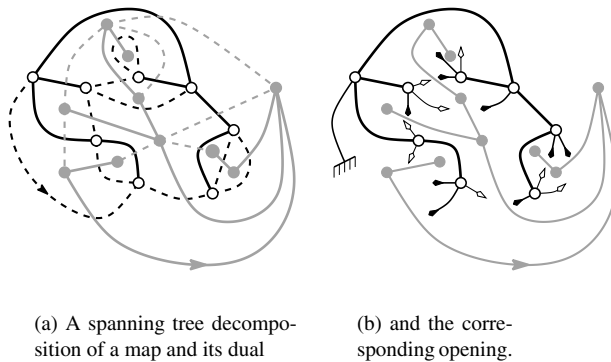 (a) A spanning tree decompo-
sition of a map and its dual
(b) and the corre-
sponding opening.